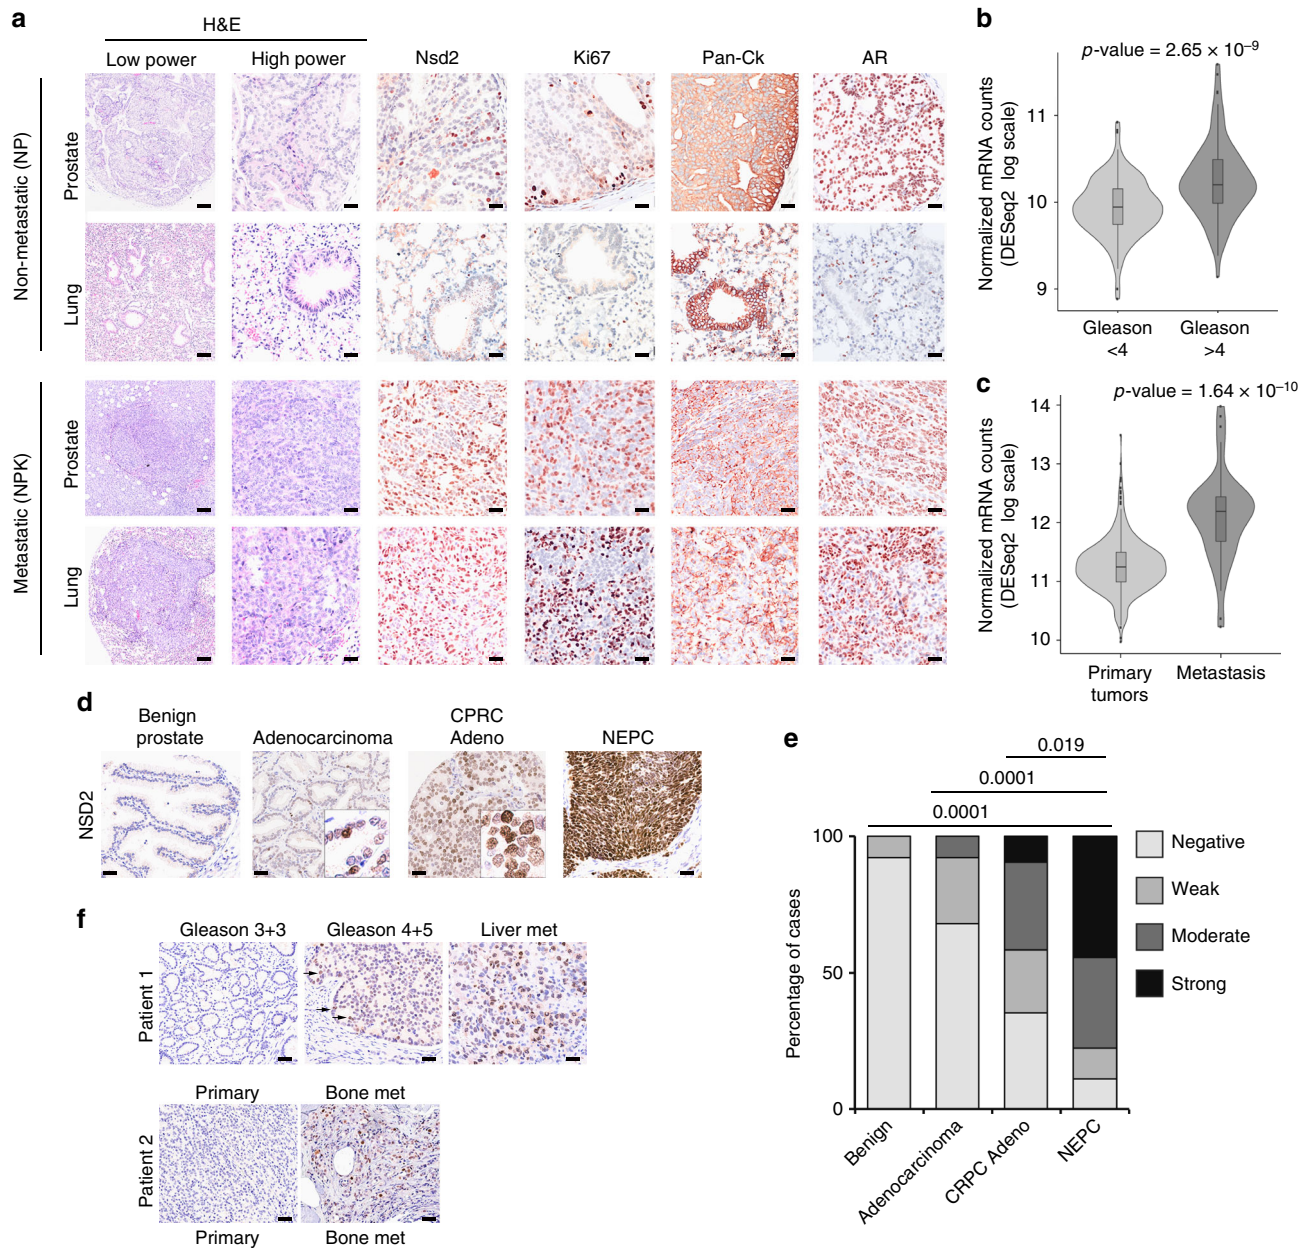 a
H&E
Low power
High power
Nsd2
Ki67
Pan-Ck
AR
Non-metastatic (NP)
Prostate
Lung
Metastatic (NPK)
Prostate
Lung
b
p-value = 2.65 × 10⁻⁹
Normalized mRNA counts
(DESeq2 log scale)
11
10
9
Gleason
<4
Gleason
>4
c
p-value = 1.64 × 10⁻¹⁰
Normalized mRNA counts
(DESeq2 log scale)
14
13
12
11
10
Primary
tumors
Metastasis
d
Benign
prostate
Adenocarcinoma
CPRC
Adeno
NEPC
NSD2
e
0.019
0.0001
0.0001
Percentage of cases
100
50
0
Benign
Adenocarcinoma
CRPC Adeno
NEPC
Negative
Weak
Moderate
Strong
f
Gleason 3+3
Gleason 4+5
Liver met
Patient 1
Primary
Bone met
Patient 2
Primary
Bone met